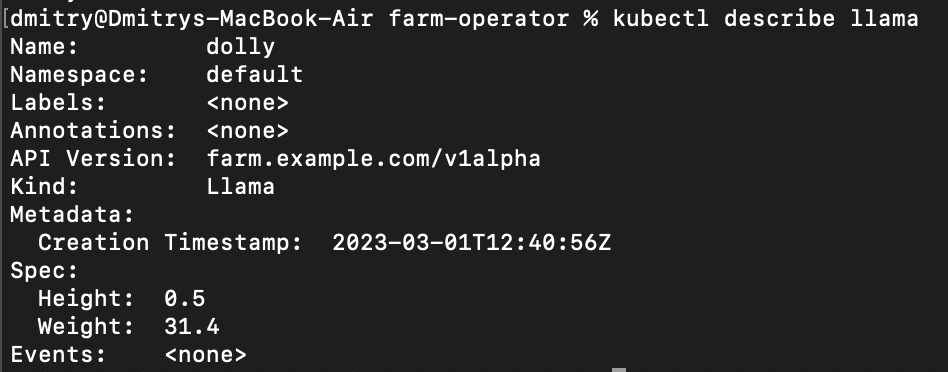 [dmitry@Dmitrys-MacBook-Air farm-operator % kubectl describe llama
Name:         dolly
Namespace:    default
Labels:       <none>
Annotations:  <none>
API Version:  farm.example.com/v1alpha
Kind:         Llama
Metadata:
  Creation Timestamp:  2023-03-01T12:40:56Z
Spec:
  Height:  0.5
  Weight:  31.4
Events:    <none>